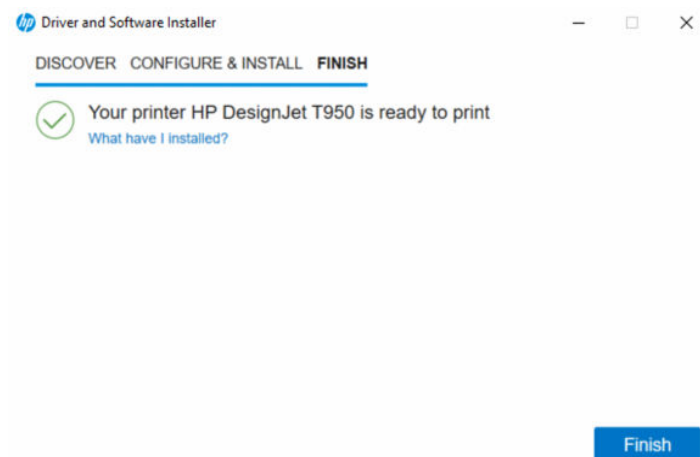 hp Driver and Software Installer
DISCOVER CONFIGURE & INSTALL FINISH
Your printer HP DesignJet T950 is ready to print
What have I installed?
Finish